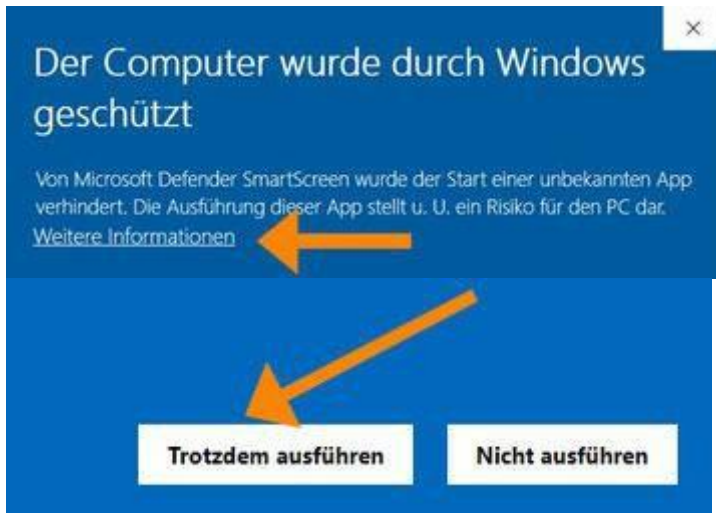 Der Computer wurde durch Windows
geschützt
Von Microsoft Defender SmartScreen wurde der Start einer unbekannten App
verhindert. Die Ausführung dieser App stellt u. U. ein Risiko für den PC dar.
Weitere Informationen
Trotzdem ausführen
Nicht ausführen